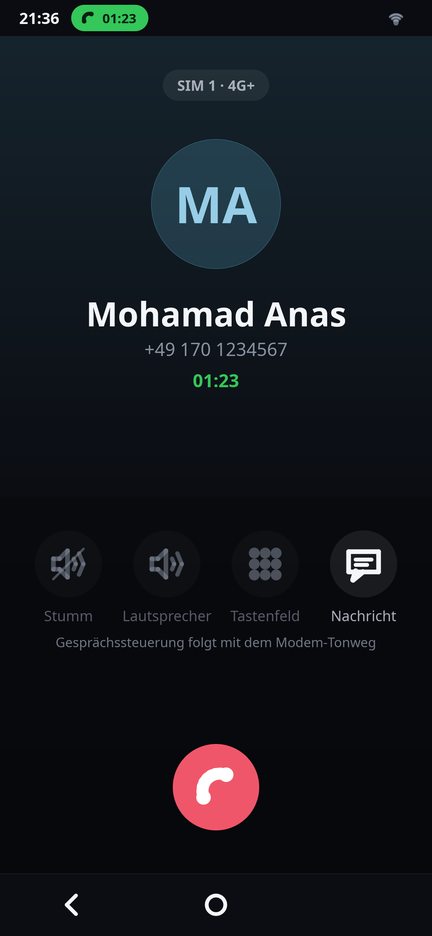 21:36 01:23
SIM 1 · 4G+
MA
Mohamad Anas
+49 170 1234567
01:23
Stumm Lautsprecher Tastenfeld Nachricht
Gesprächssteuerung folgt mit dem Modem-Tonweg